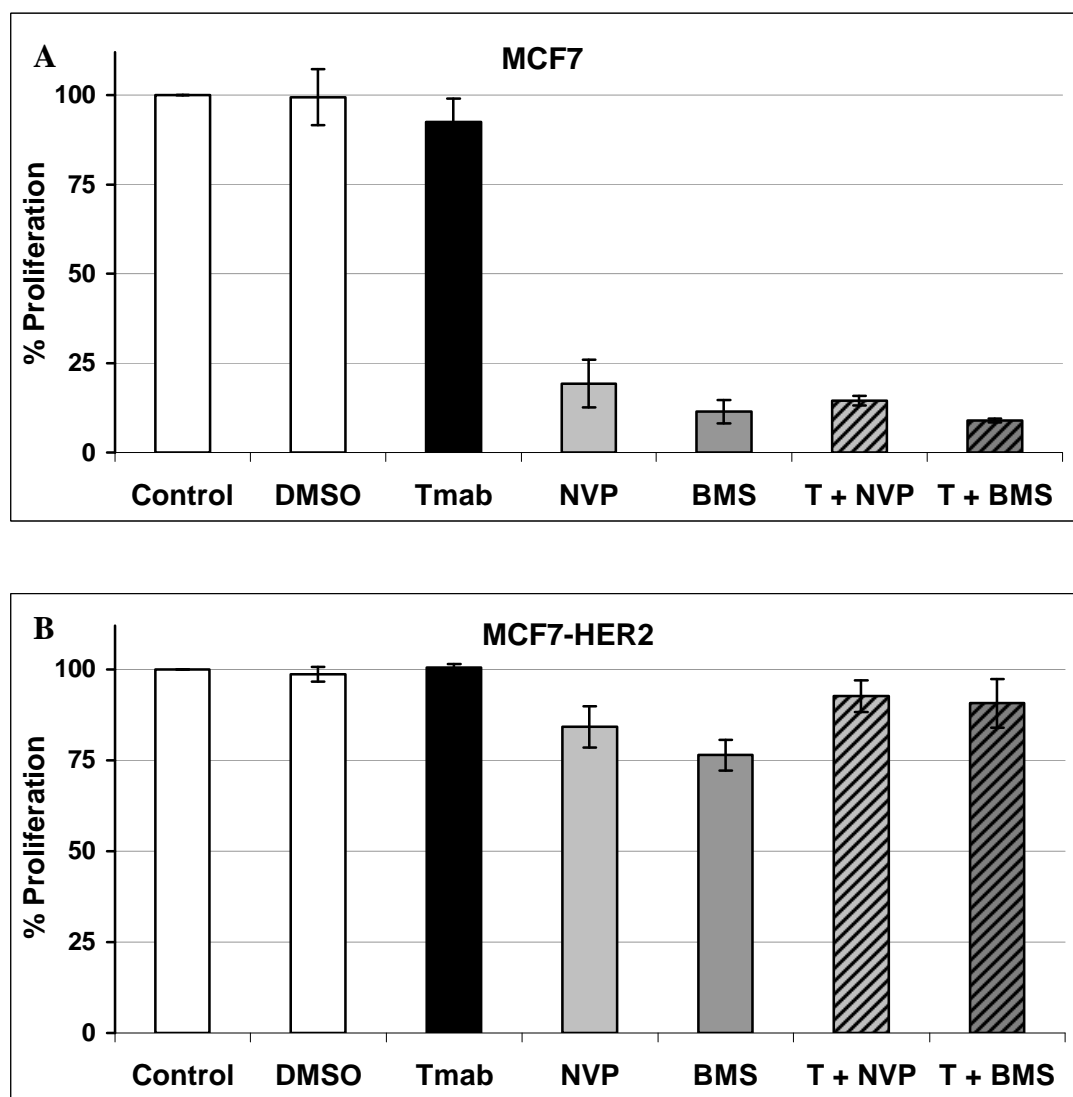 A
MCF7
% Proliferation
100
75
50
25
0
Control DMSO Tmab NVP BMS T + NVP T + BMS
B
MCF7-HER2
% Proliferation
100
75
50
25
0
Control DMSO Tmab NVP BMS T + NVP T + BMS